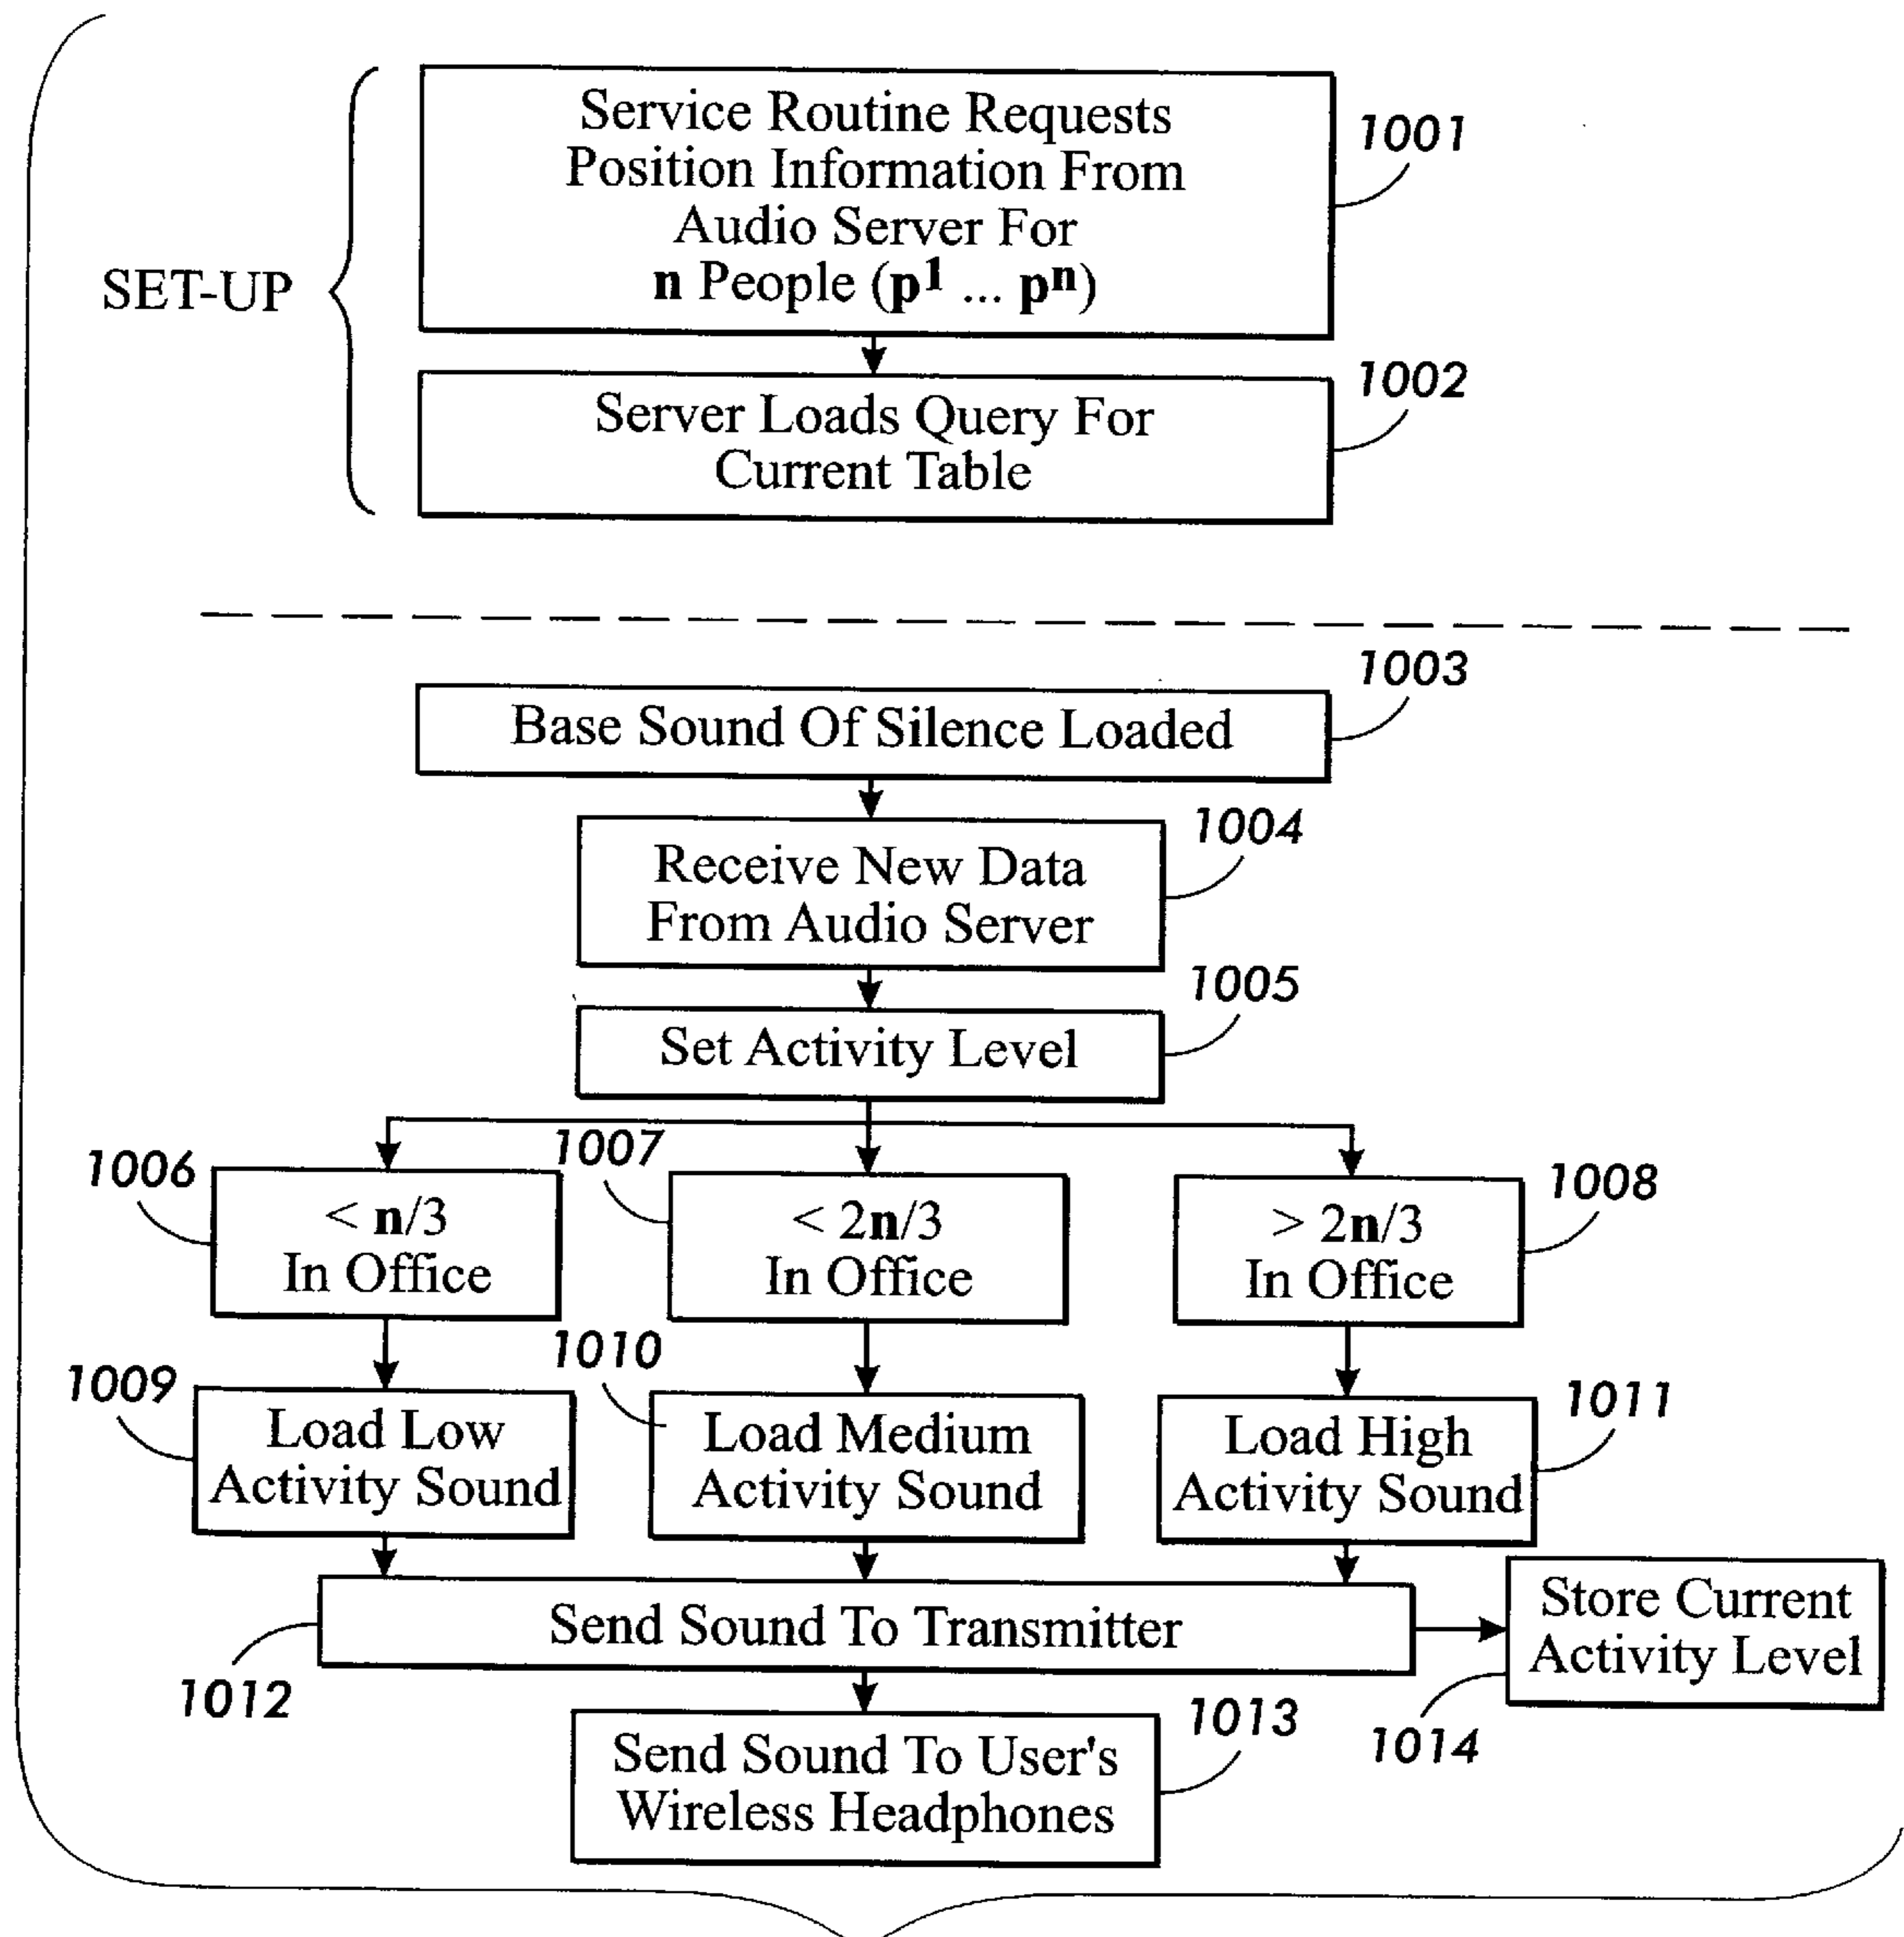 Service Routine Requests
Position Information From
Audio Server For
n People (p1 ... pn)
1001
SET-UP
Server Loads Query For
Current Table
1002
Base Sound Of Silence Loaded
1003
Receive New Data
From Audio Server
1004
Set Activity Level
1005
1006
< n/3
In Office
1007
< 2n/3
In Office
1008
> 2n/3
In Office
1009
Load Low
Activity Sound
1010
Load Medium
Activity Sound
1011
Load High
Activity Sound
1012
Send Sound To Transmitter
Store Current
Activity Level
1014
Send Sound To User's
Wireless Headphones
1013